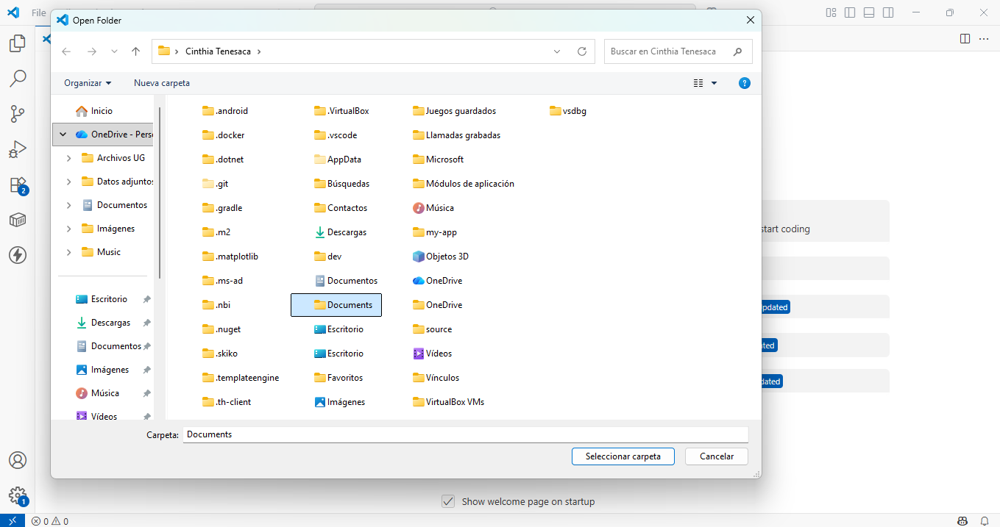 File
Open Folder
Cinthia Tenesaca
Buscar en Cinthia Tenesaca
Organizar
Nueva carpeta
?
Inicio
OneDrive - Perso
Archivos UG
Datos adjuntos
Documentos
Imágenes
Music
Escritorio
Descargas
Documentos
Imágenes
Música
Vídeos
.android
.docker
.dotnet
.git
.gradle
.m2
.matplotlib
.ms-ad
.nbi
.nuget
.skiko
.templateengine
.th-client
.VirtualBox
.vscode
AppData
Búsquedas
Contactos
Descargas
dev
Documentos
Documents
Escritorio
Escritorio
Favoritos
Imágenes
Juegos guardados
Llamadas grabadas
Microsoft
Módulos de aplicación
Música
my-app
Objetos 3D
OneDrive
OneDrive
source
Vídeos
Vínculos
VirtualBox VMs
vsdbg
Carpeta:
Documents
Seleccionar carpeta
Cancelar
start coding
pdated
ted
dated
2
1
Show welcome page on startup
0
0